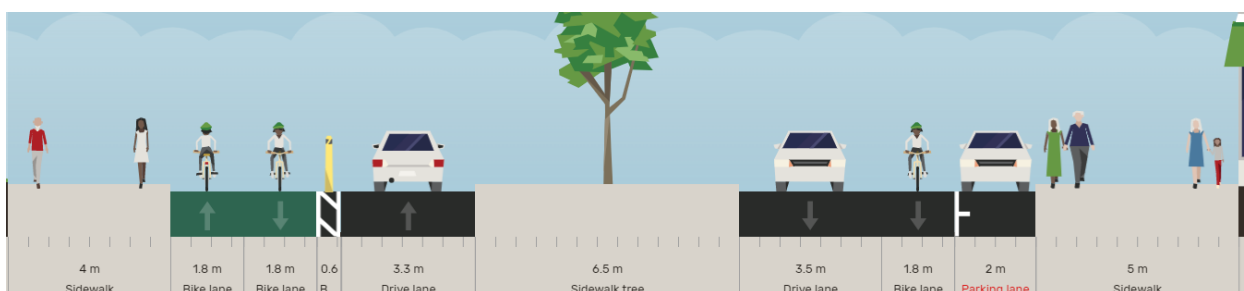 4 m
1.8 m
1.8 m
0.6
3.3 m
6.5 m
3.5 m
1.8 m
2 m
5 m
Sidewalk
Bike lane
Bike lane
B
Drive lane
Sidewalk tree
Drive lane
Bike lane
Parking lane
Sidewalk